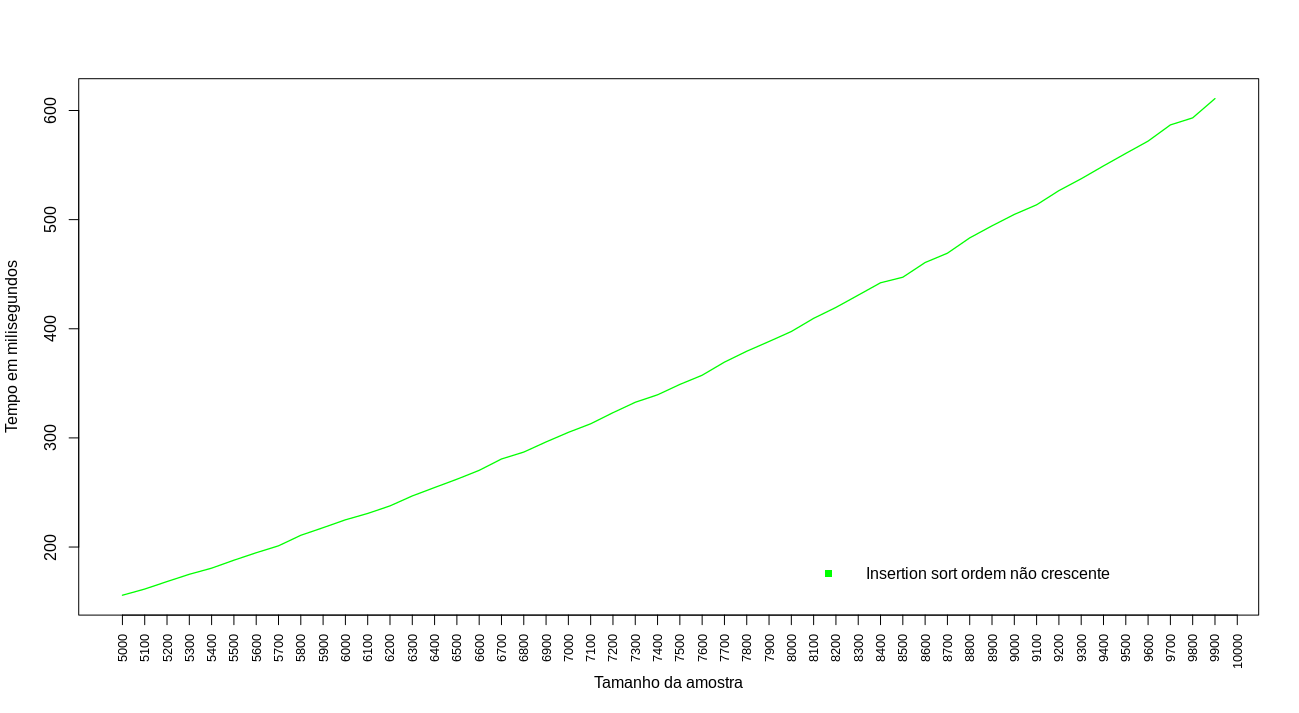 600
500
400
300
200
Tempo em milisegundos
Insertion sort ordem não crescente
5000 5100 5200 5300 5400 5500 5600 5700 5800 5900 6000 6100 6200 6300 6400 6500 6600 6700 6800 6900 7000 7100 7200 7300 7400 7500 7600 7700 7800 7900 8000 8100 8200 8300 8400 8500 8600 8700 8800 8900 9000 9100 9200 9300 9400 9500 9600 9700 9800 9900 10000
Tamanho da amostra